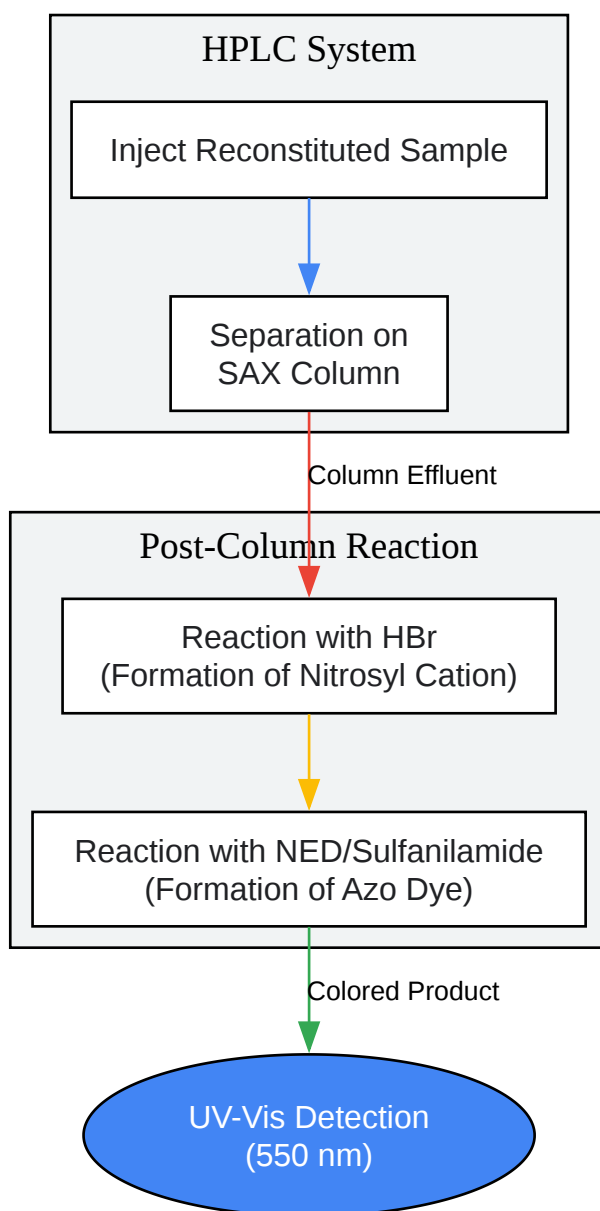 HPLC System
Inject Reconstituted Sample
Separation on
SAX Column
Column Effluent
Post-Column Reaction
Reaction with HBr
(Formation of Nitrosyl Cation)
Reaction with NED/Sulfanilamide
(Formation of Azo Dye)
Colored Product
UV-Vis Detection
(550 nm)